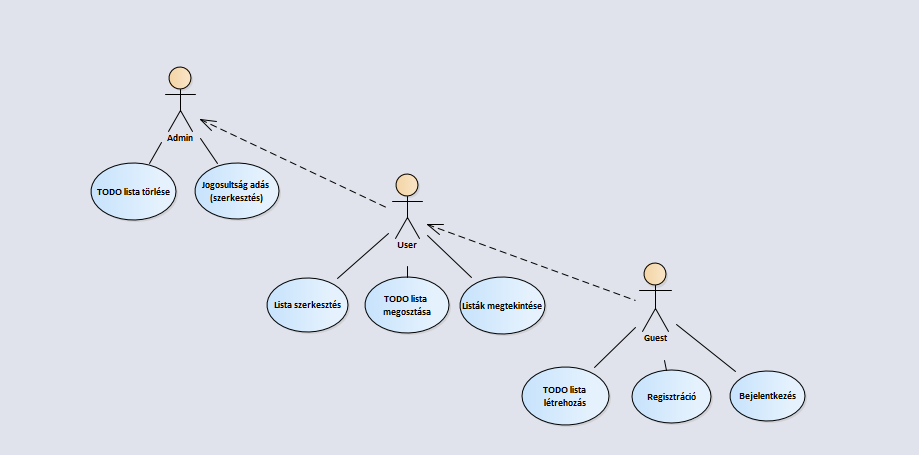 Admin
TODO lista törlése
Jogosultság adás
(szerkesztés)
User
Lista szerkesztés
TODO lista
megosztása
Listák megtekintése
Guest
TODO lista
létrehozás
Regisztráció
Bejelentkezés